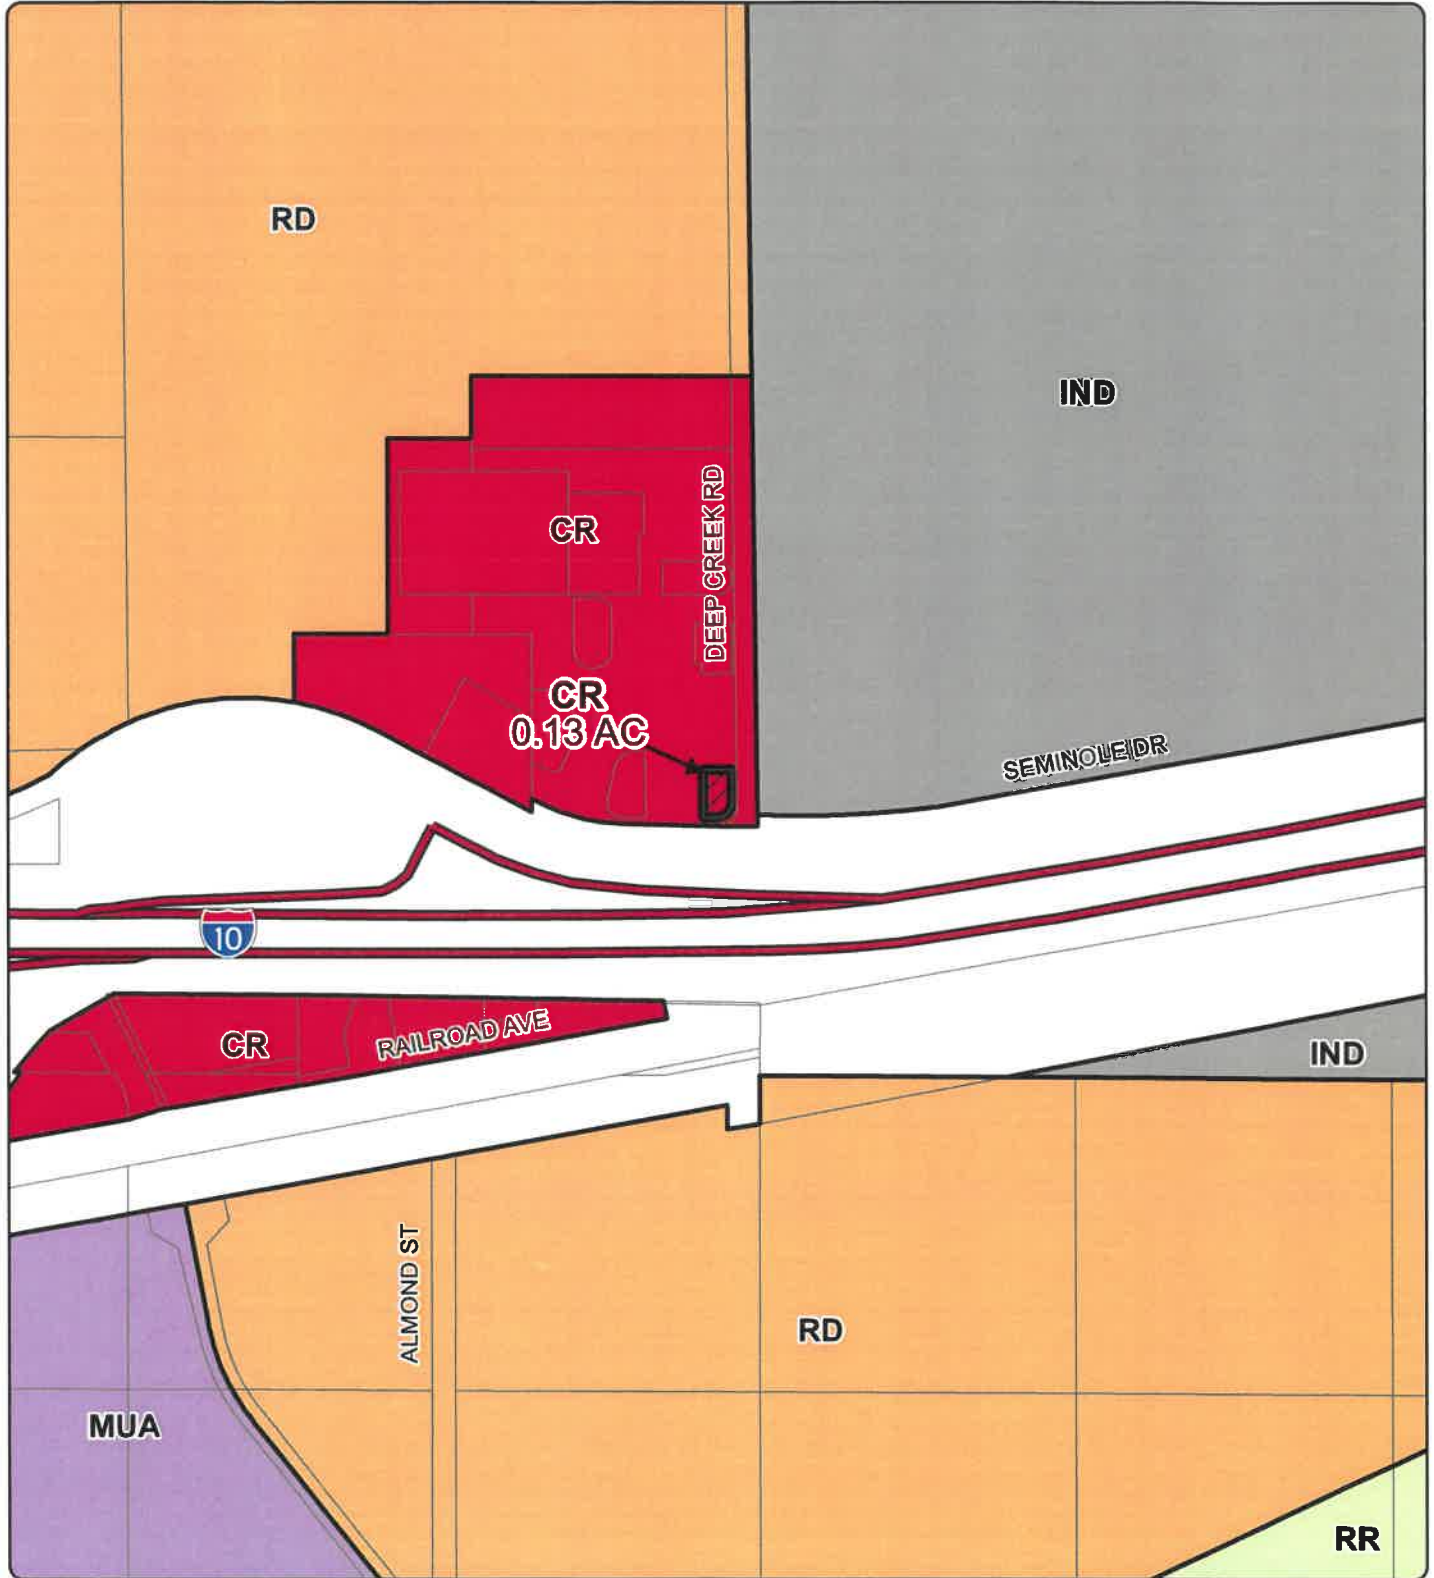 RD
IND
CR
DEEP CREEK RD
CR
0.13 AC
SEMINOLE DR
10
CR
RAILROAD AVE
IND
ALMOND ST
RD
MUA
RR